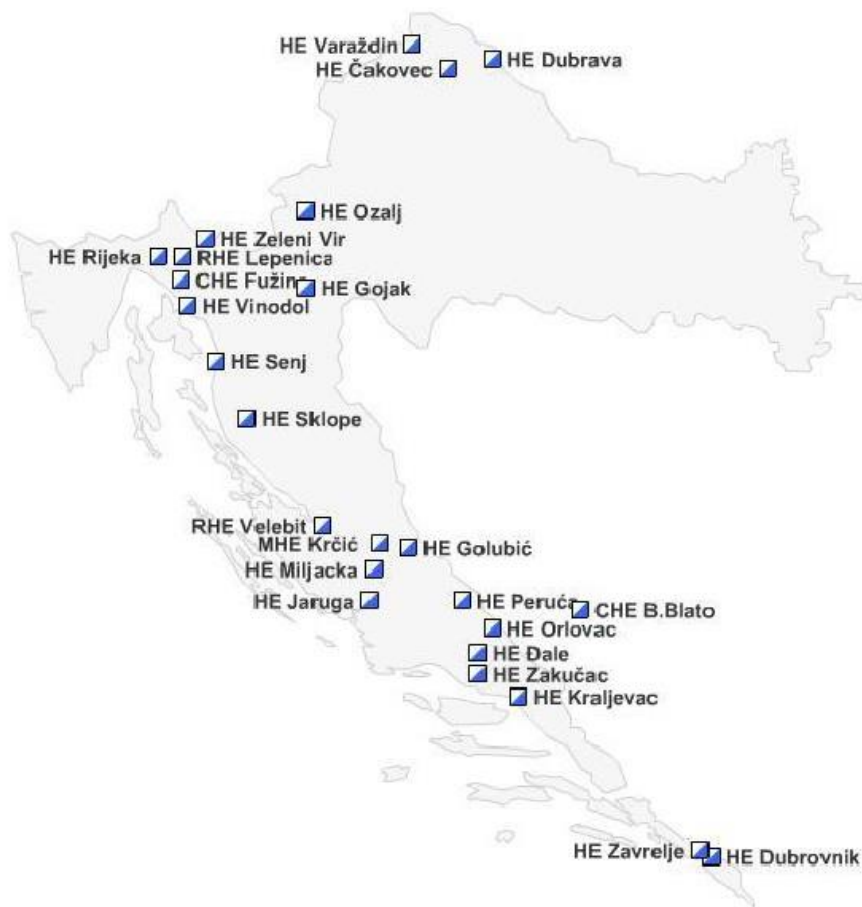 HE Varaždin
HE Dubrava
HE Čakovec
HE Ozalj
HE Zeleni Vir
HE Rijeka
RHE Lepenica
CHE Fužine
HE Gojak
HE Vinodol
HE Senj
HE Sklope
RHE Velebit
MHE Krčić
HE Golubić
HE Miljacka
HE Jaruga
HE Peruća
CHE B.Blato
HE Orlovac
HE Đale
HE Zakučac
HE Kraljevac
HE Zavrelje
HE Dubrovnik